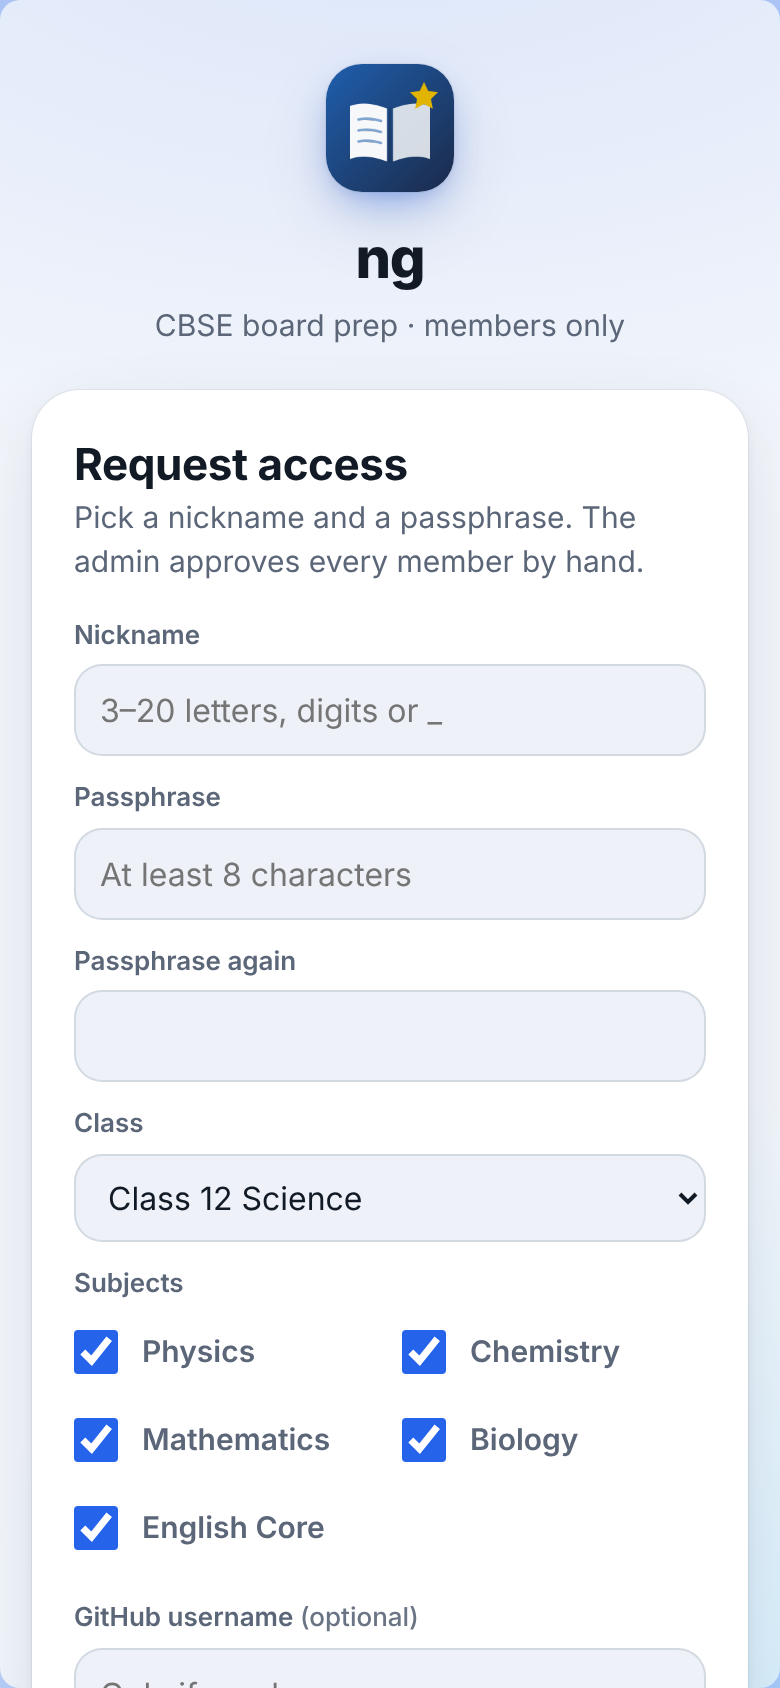 ng
CBSE board prep · members only
Request access
Pick a nickname and a passphrase. The
admin approves every member by hand.
Nickname
3–20 letters, digits or _
Passphrase
At least 8 characters
Passphrase again
Class
Class 12 Science
Subjects
Physics
Chemistry
Mathematics
Biology
English Core
GitHub username (optional)